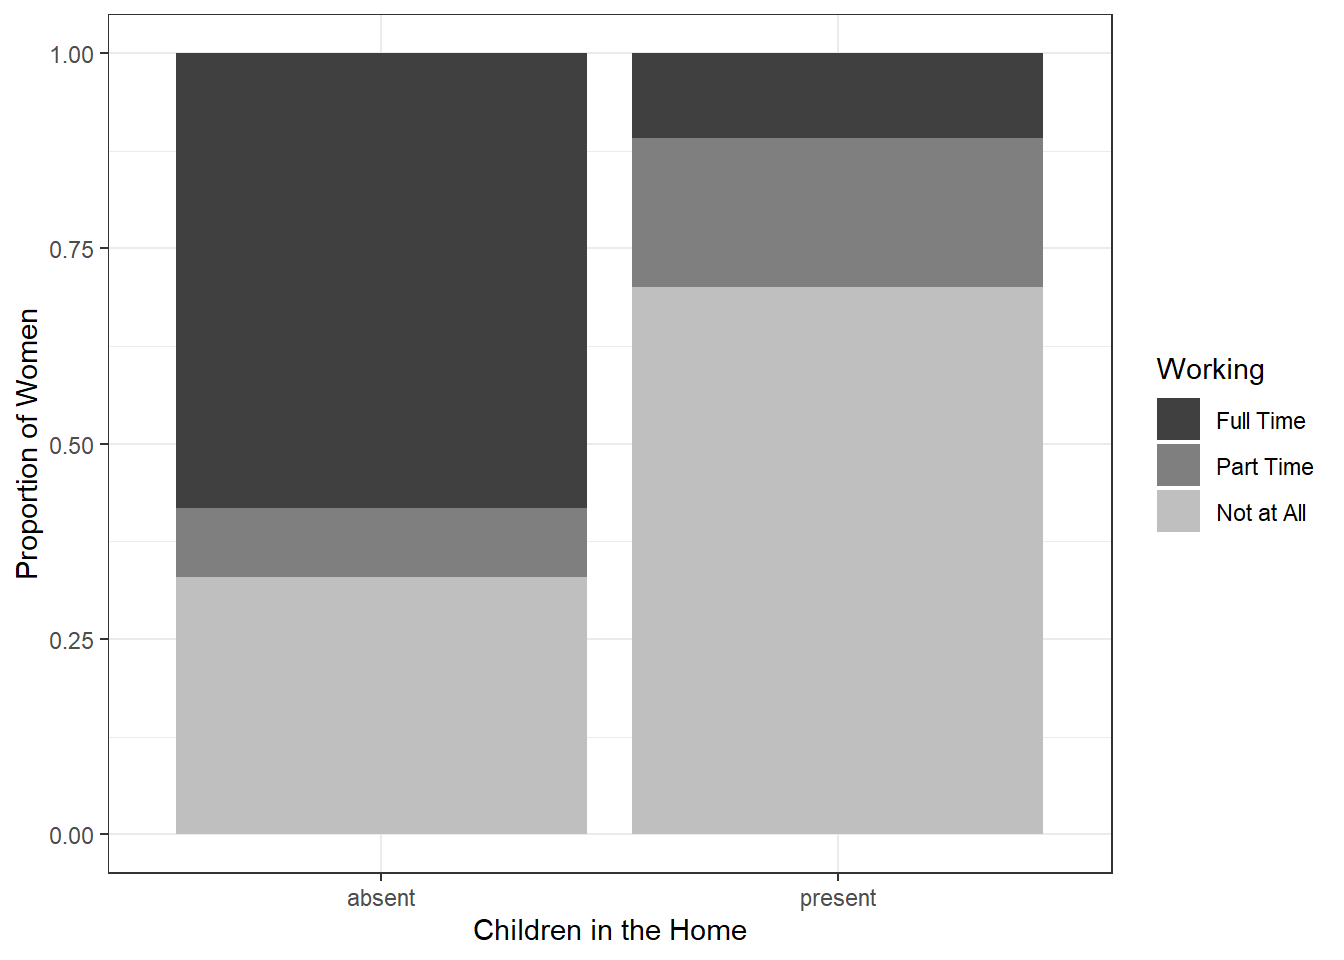 1.00
0.75
0.50
0.25
0.00
Proportion of Women
absent
present
Children in the Home
Working
Full Time
Part Time
Not at All